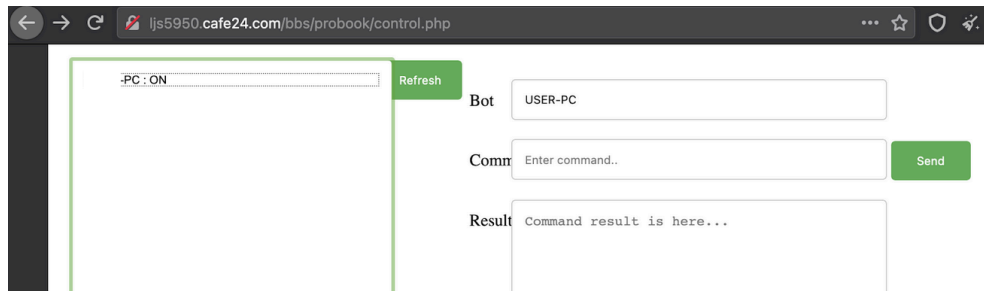 ljs5950.cafe24.com/bbs/probook/control.php
-PC : ON
Refresh
Bot
USER-PC
Comm
Enter command..
Send
Result
Command result is here...